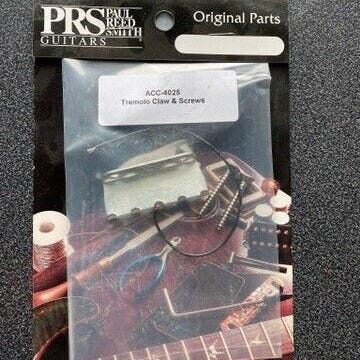 PRS
PAUL
REED
SMITH
GUITARS
Original Parts
ACC-4025
Tremolo Claw & Screws